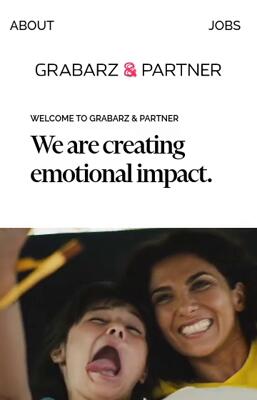 ABOUT JOBS
GRABARZ & PARTNER
WELCOME TO GRABARZ & PARTNER
We are creating
emotional impact.